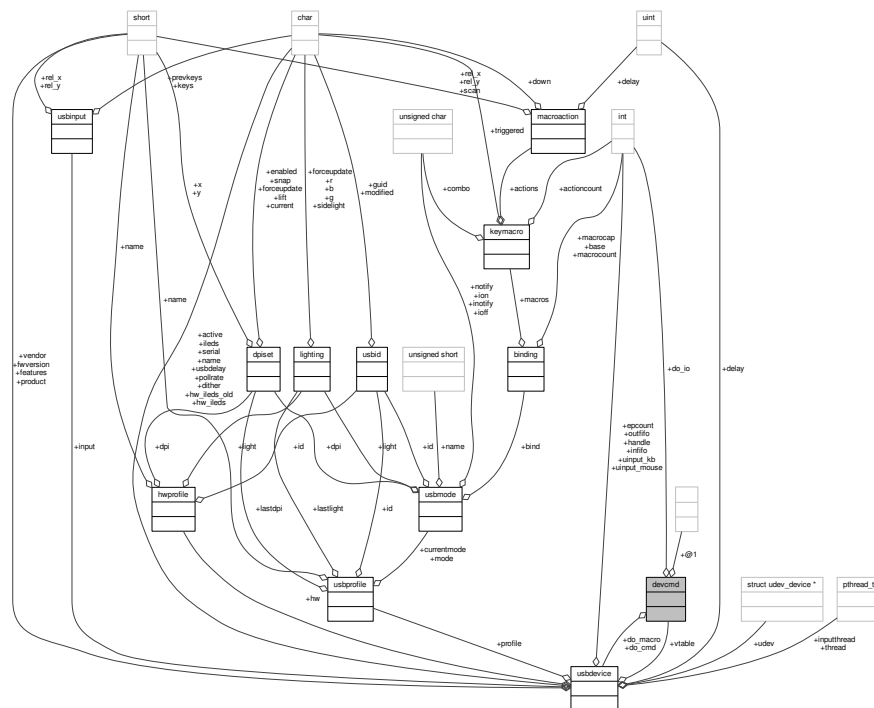 short
char
uint
+rel_x
+rel_y
+prevkeys
+keys
+rel_x
+rel_y
+scan
+down
+delay
usbinput
unsigned char
macroaction
int
+triggered
+x
+y
+enabled
+snap
+forceupdate
+lift
+current
+forceupdate
+r
+b
+g
+sidelight
+guid
+modified
+combo
+actions
+actioncount
keymacro
+name
+macrocap
+base
+macrocount
+notify
+ion
+inotify
+ioff
+macros
+name
+active
+ileds
+serial
+name
+usbdelay
+pollrate
+dither
+hw_ileds_old
+hw_ileds
dpiset
lighting
usbid
unsigned short
binding
+vendor
+fwversion
+features
+product
+do_io
+delay
+epcount
+outfifo
+handle
+infifo
+uinput_kb
+uinput_mouse
+input
+dpi
+light
+id
+dpi
+light
+id
+name
+bind
hwprofile
usbmode
+lastdpi
+lastlight
+id
+currentmode
+mode
+@1
usbprofile
devcmd
struct udev_device *
pthread_t
+hw
+profile
+do_macro
+do_cmd
+vtable
+udev
+inputthread
+thread
usbdevice